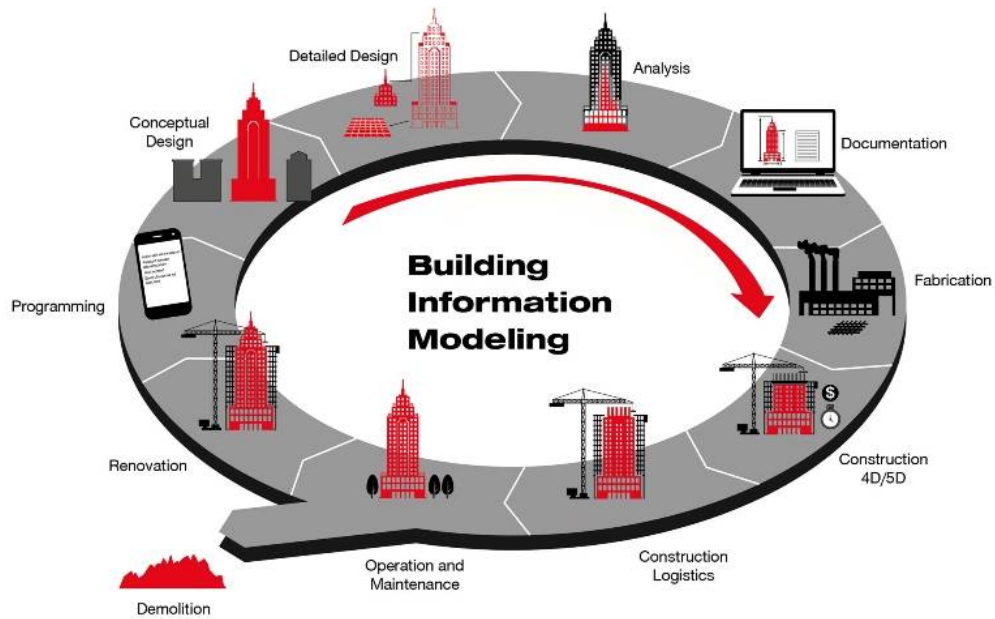 Detailed Design
Analysis
Conceptual
Design
Documentation
Programming
Building
Information
Modeling
Fabrication
$
Renovation
Construction
4D/5D
Operation and
Maintenance
Construction
Logistics
Demolition